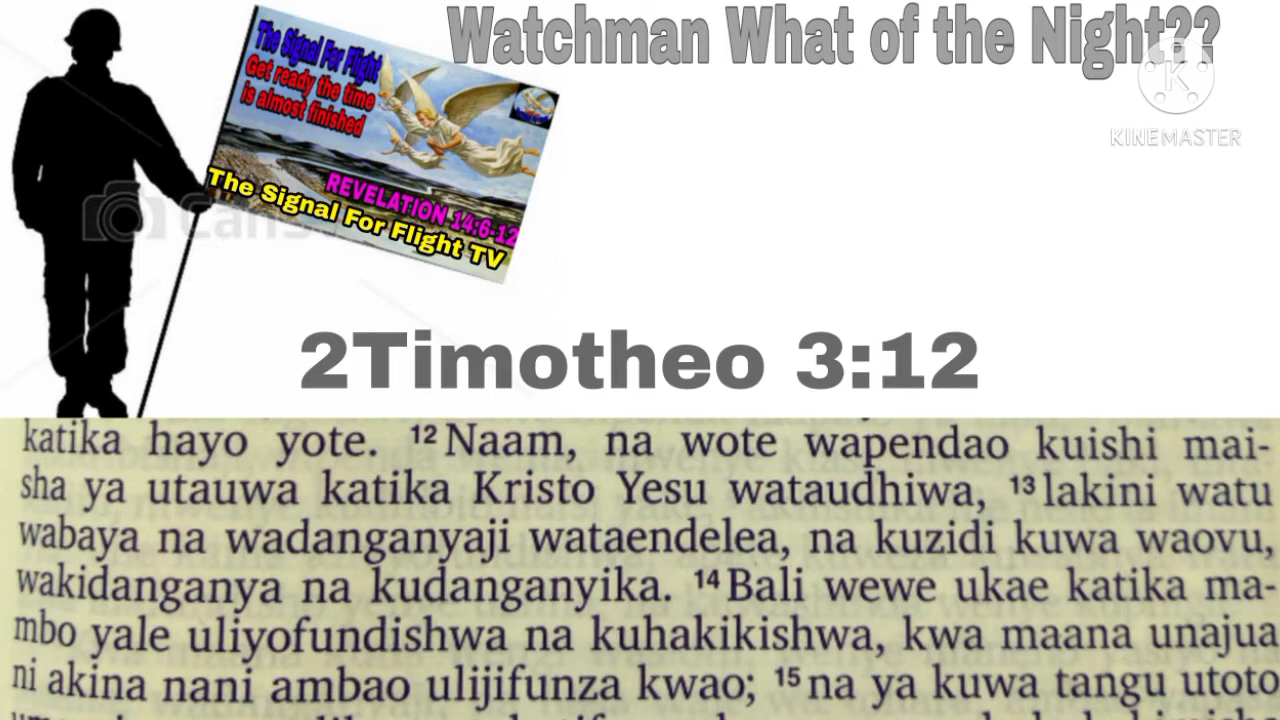 Watchman What of the Night??
KINEMASTER
The Signal For Flight
Get ready the time
is almost finished
REVELATION 14:6-12
The Signal For Flight TV
2Timotheo 3:12
katika hayo yote. ¹² Naam, na wote wapendao kuishi mai-
sha ya utauwa katika Kristo Yesu wataudhiwa, ¹³ lakini watu
wabaya na wadanganyaji wataendelea, na kuzidi kuwa waovu,
wakidanganya na kudanganyika. ¹⁴ Bali wewe ukae katika ma-
mbo yale uliyofundishwa na kuhakikishwa, kwa maana unajua
ni akina nani ambao ulijifunza kwao; ¹⁵ na ya kuwa tangu utoto